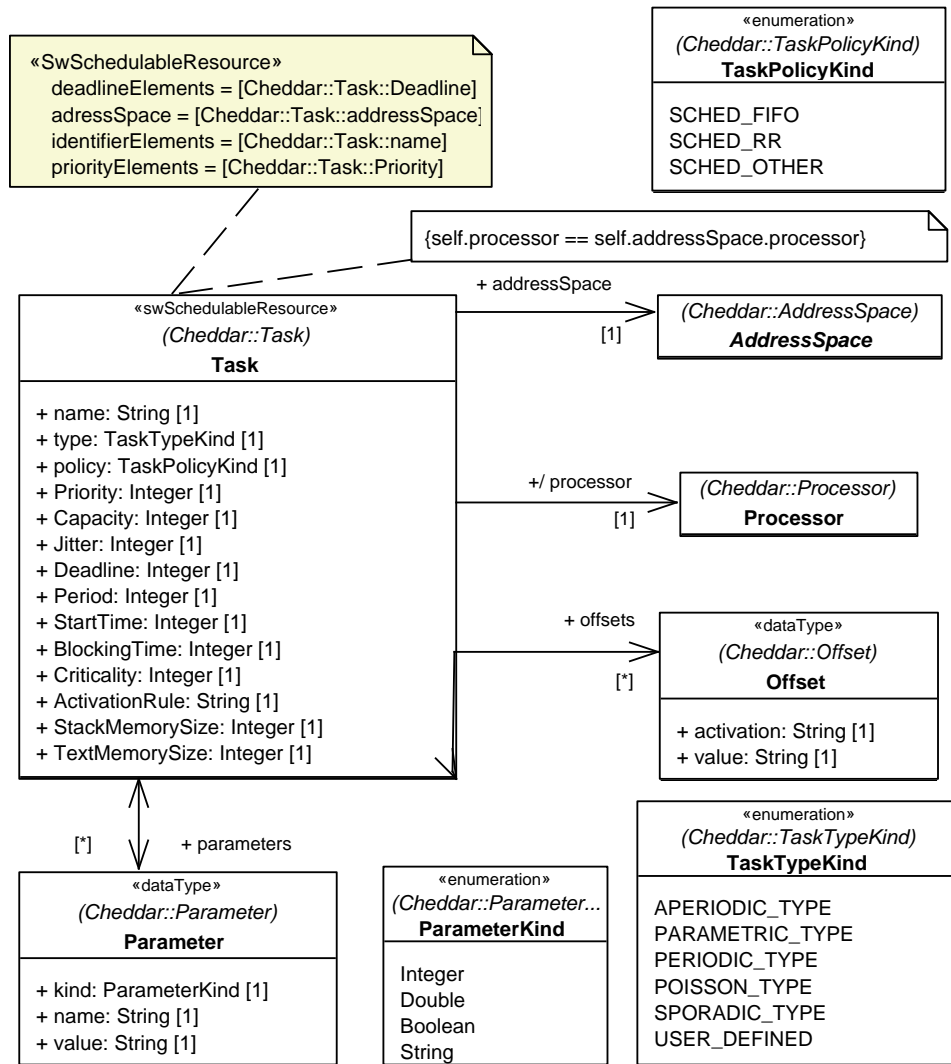 «SwSchedulableResource»
deadlineElements = [Cheddar::Task::Deadline]
adressSpace = [Cheddar::Task::addressSpace]
identifierElements = [Cheddar::Task::name]
priorityElements = [Cheddar::Task::Priority]
«enumeration»
(Cheddar::TaskPolicyKind)
TaskPolicyKind
SCHED_FIFO
SCHED_RR
SCHED_OTHER
{self.processor == self.addressSpace.processor}
«swSchedulableResource»
(Cheddar::Task)
Task
+ name: String [1]
+ type: TaskTypeKind [1]
+ policy: TaskPolicyKind [1]
+ Priority: Integer [1]
+ Capacity: Integer [1]
+ Jitter: Integer [1]
+ Deadline: Integer [1]
+ Period: Integer [1]
+ StartTime: Integer [1]
+ BlockingTime: Integer [1]
+ Criticality: Integer [1]
+ ActivationRule: String [1]
+ StackMemorySize: Integer [1]
+ TextMemorySize: Integer [1]
+ addressSpace
[1]
(Cheddar::AddressSpace)
AddressSpace
+/ processor
[1]
(Cheddar::Processor)
Processor
+ offsets
[*]
«dataType»
(Cheddar::Offset)
Offset
+ activation: String [1]
+ value: String [1]
[*]
+ parameters
«dataType»
(Cheddar::Parameter)
Parameter
+ kind: ParameterKind [1]
+ name: String [1]
+ value: String [1]
«enumeration»
(Cheddar::Parameter...
ParameterKind
Integer
Double
Boolean
String
«enumeration»
(Cheddar::TaskTypeKind)
TaskTypeKind
APERIODIC_TYPE
PARAMETRIC_TYPE
PERIODIC_TYPE
POISSON_TYPE
SPORADIC_TYPE
USER_DEFINED